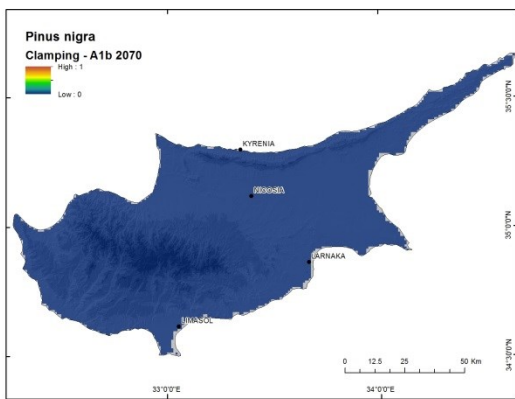 Pinus nigra
Clamping - A1b 2070
High : 1
Low : 0
KYRENIA
NICOSIA
LARNAKA
LIMASOL
35°30'0"N
35°0'0"N
34°30'0"N
0 12.5 25 50 Km
33°0'0"E 34°0'0"E